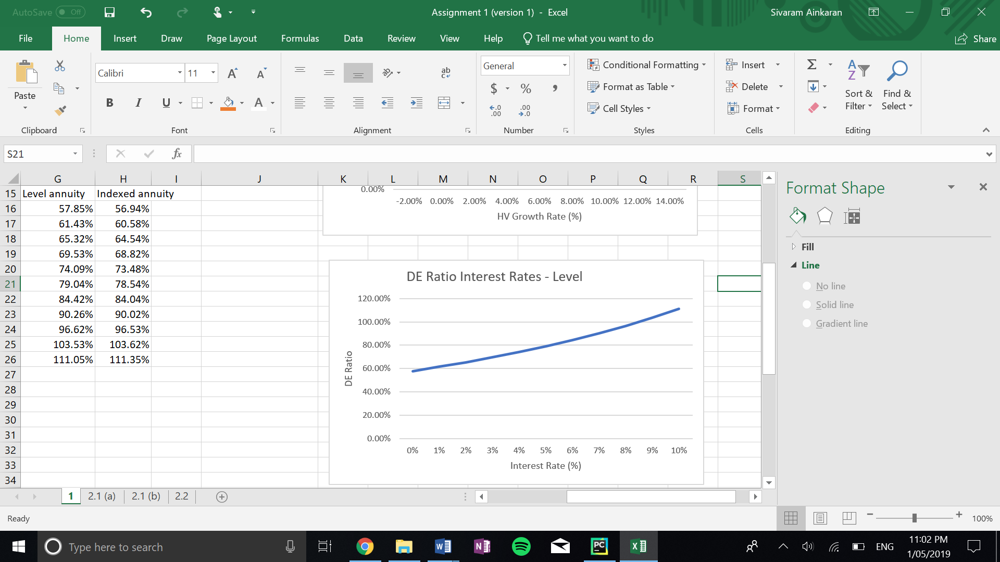 AutoSave Off
Assignment 1 (version 1) - Excel
Sivaram Ainkaran
File Home Insert Draw Page Layout Formulas Data Review View Help Tell me what you want to do Share
Paste
Calibri 11
B I U A
ab c
General
$ % ,
Conditional Formatting
Format as Table
Cell Styles
Insert
Delete
Format
Sort & Filter
Find & Select
Clipboard Font Alignment Number Styles Cells Editing
S21 fx
G H I J K L M N O P Q R S
15 Level annuity Indexed annuity
16 57.85% 56.94%
17 61.43% 60.58%
18 65.32% 64.54%
19 69.53% 68.82%
20 74.09% 73.48%
21 79.04% 78.54%
22 84.42% 84.04%
23 90.26% 90.02%
24 96.62% 96.53%
25 103.53% 103.62%
26 111.05% 111.35%
27
28
29
30
31
32
33
34
0.00%
-2.00% 0.00% 2.00% 4.00% 6.00% 8.00% 10.00% 12.00% 14.00%
HV Growth Rate (%)
DE Ratio Interest Rates - Level
120.00%
100.00%
80.00%
60.00%
40.00%
20.00%
0.00%
DE Ratio
0% 1% 2% 3% 4% 5% 6% 7% 8% 9% 10%
Interest Rate (%)
Format Shape
Fill
Line
No line
Solid line
Gradient line
1 2.1 (a) 2.1 (b) 2.2
Ready
100%
Type here to search
ENG
11:02 PM
1/05/2019